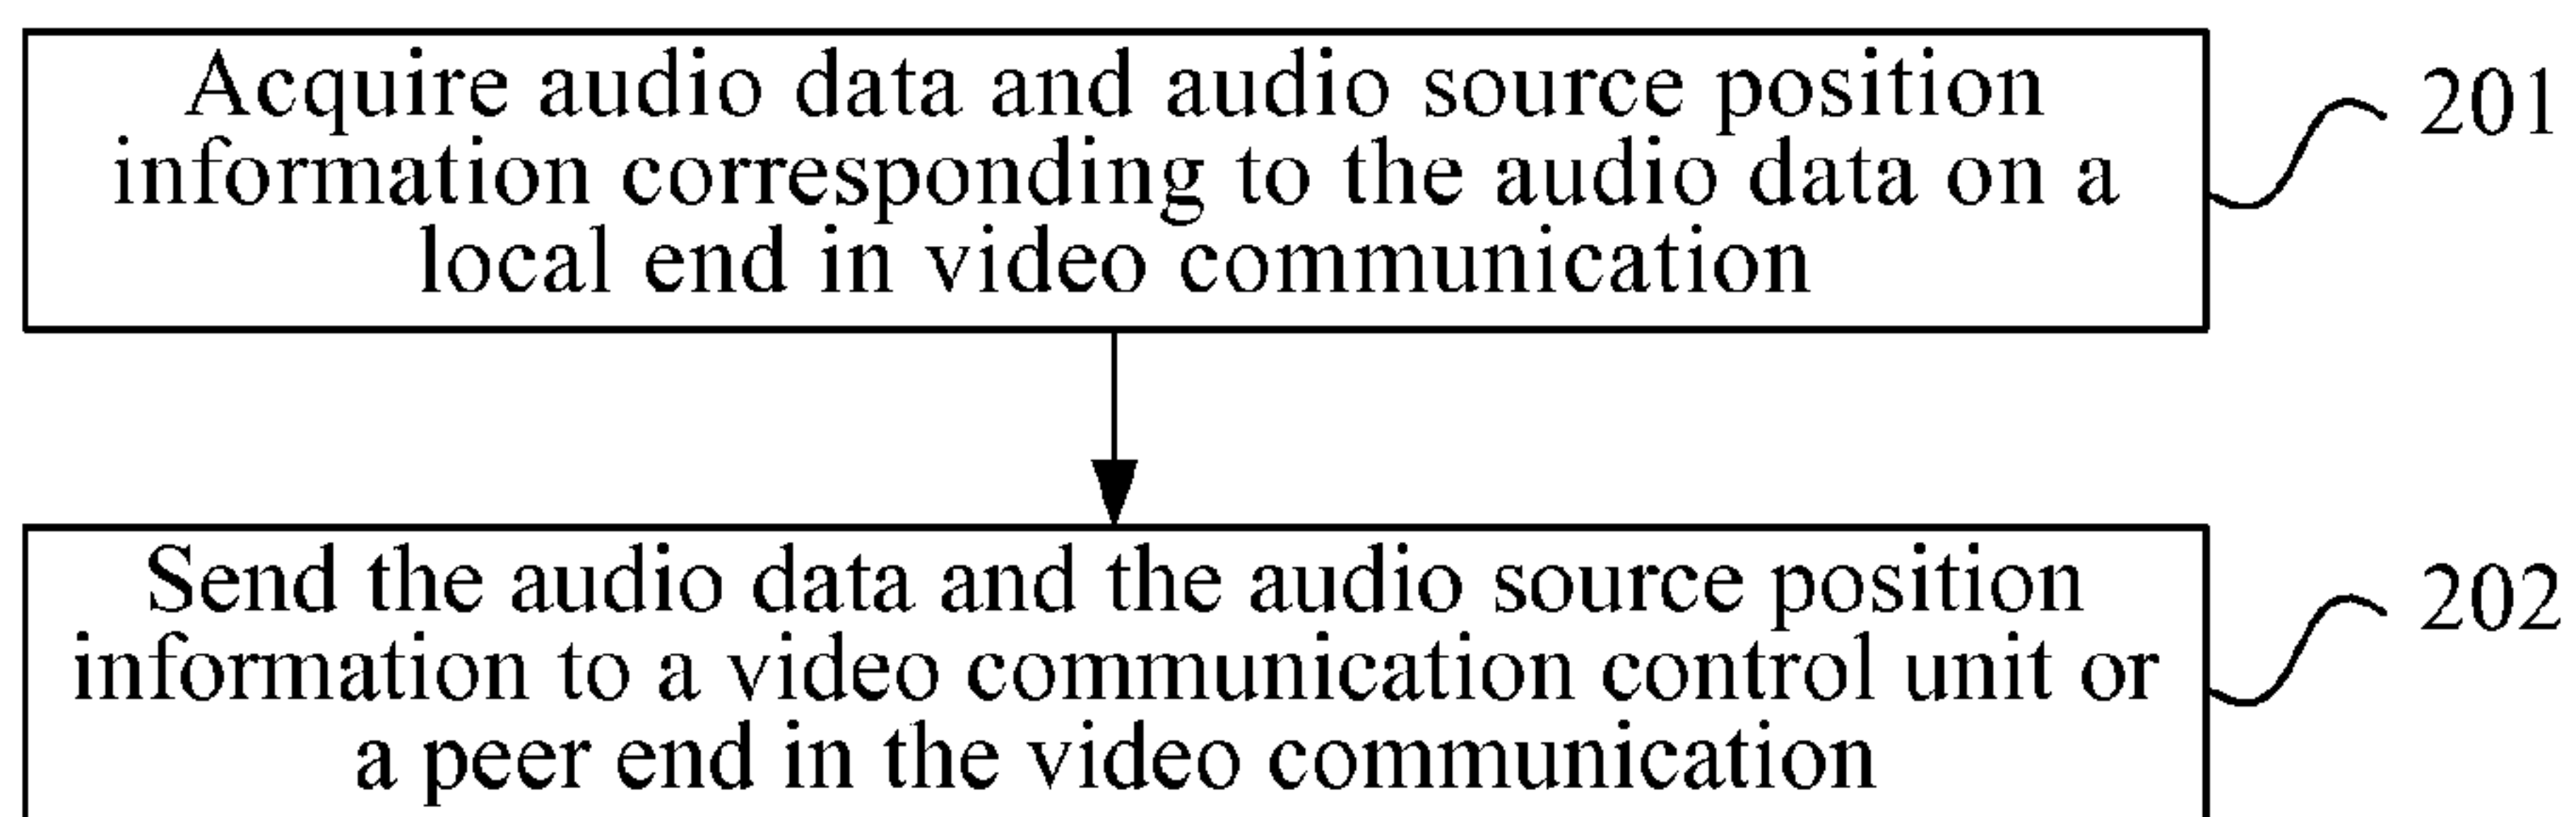 Acquire audio data and audio source position
information corresponding to the audio data on a
local end in video communication
201
Send the audio data and the audio source position
information to a video communication control unit or
a peer end in the video communication
202